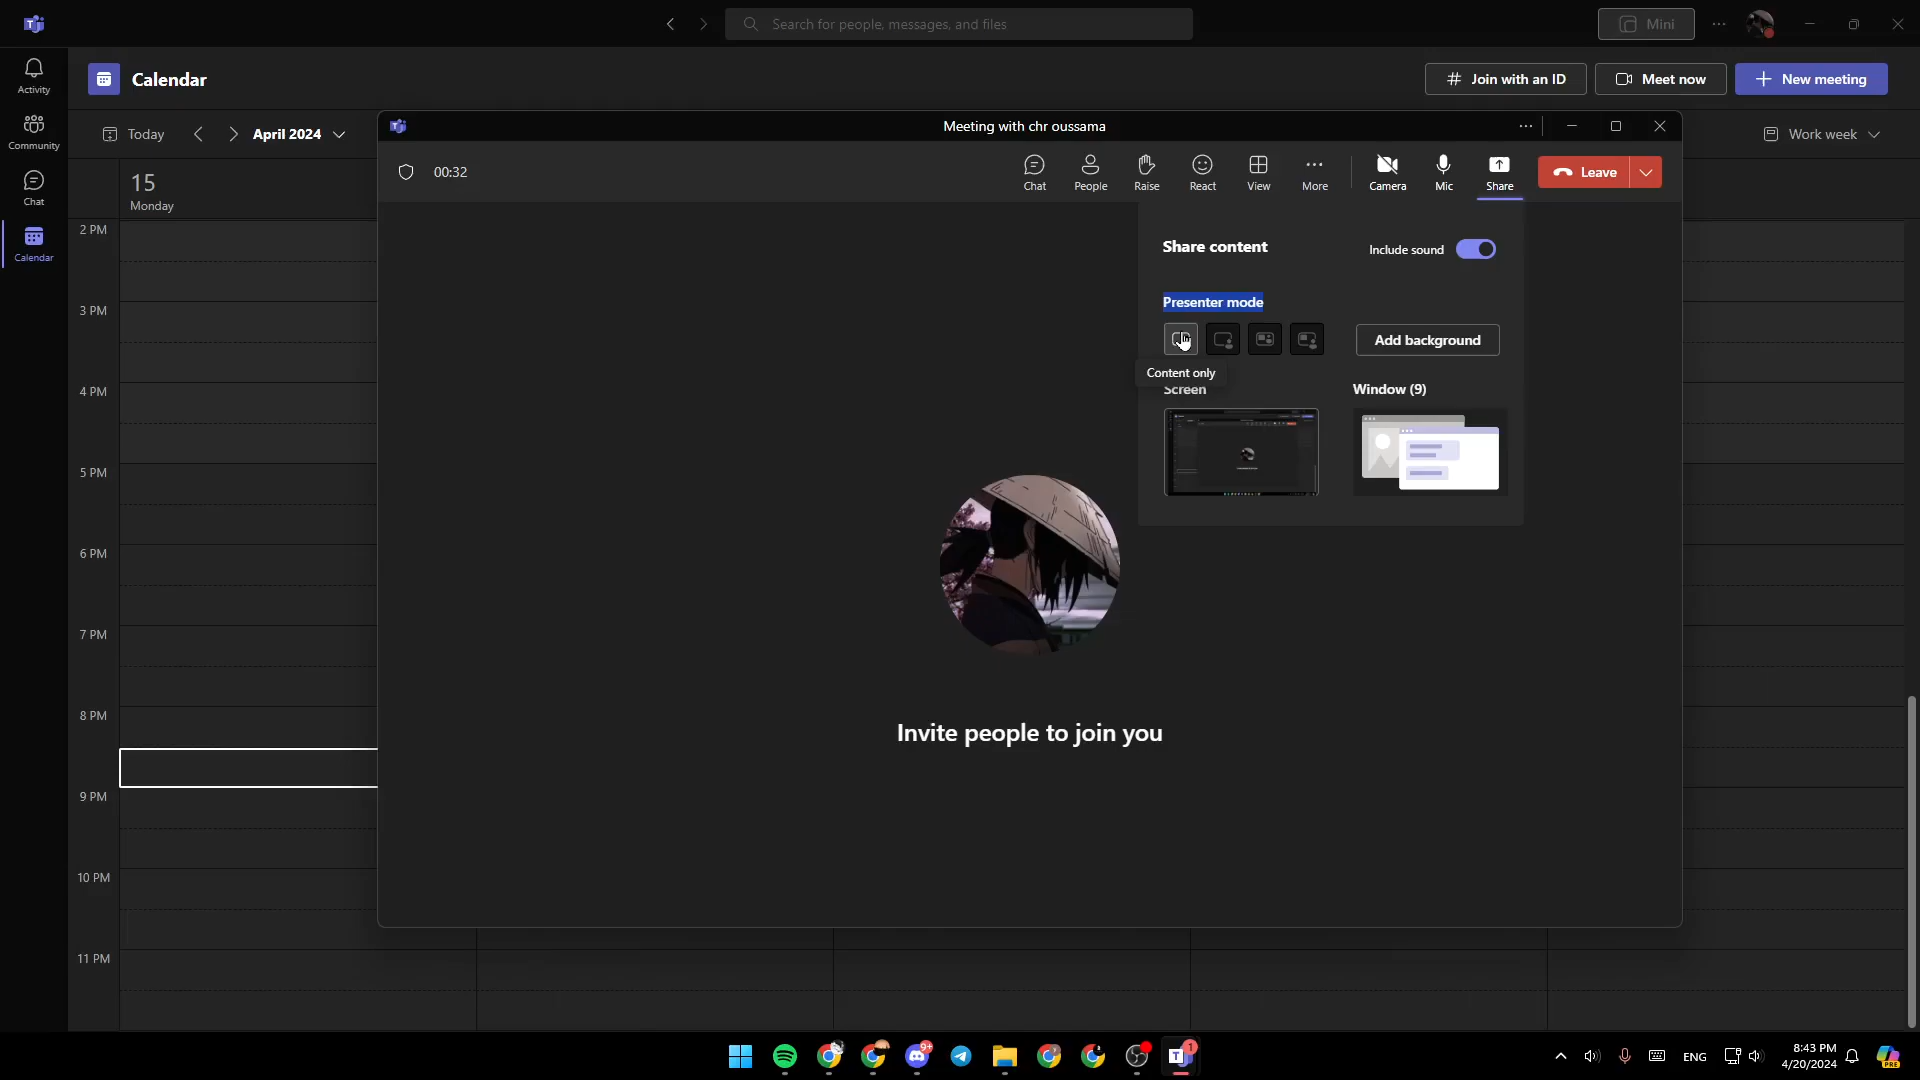 Search for people, messages, and files
Mini
Activity
Community
Chat
Calendar
Calendar
Join with an ID
Meet now
New meeting
Today
April 2024
Work week
15
Monday
2 PM
3 PM
4 PM
5 PM
6 PM
7 PM
8 PM
9 PM
10 PM
11 PM
Meeting with chr oussama
00:32
Chat
People
Raise
React
View
More
Camera
Mic
Share
Leave
Share content
Include sound
Presenter mode
Add background
Content only
Screen
Window (9)
Invite people to join you
9+
1
ENG
8:43 PM
4/20/2024
PRE